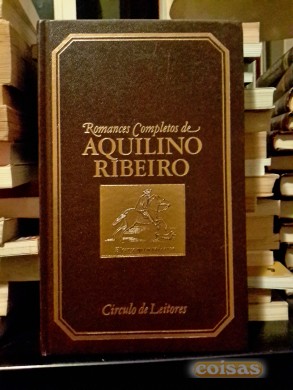 Romances Completos de
AQUILINO
RIBEIRO
Círculo de Leitores
coisas